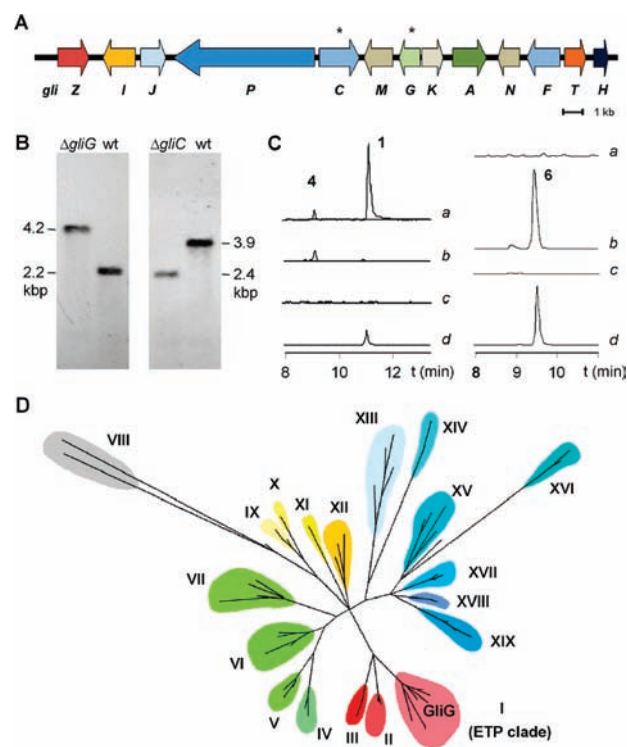 A
* *
gli Z I J P C M G K A N F T H
1 kb
B
ΔgliG wt ΔgliC wt
4.2
2.2
kbp
3.9
2.4
kbp
C
4 1 a
b
c
d
8 10 12 t (min)
a
6
b
c
d
8 9 10 t (min)
D
VIII
XIII
XIV
XVI
X
IX
XI
XII
XV
VII
XVII
XVIII
XIX
VI
V
IV
III
II
GliG
I
(ETP clade)